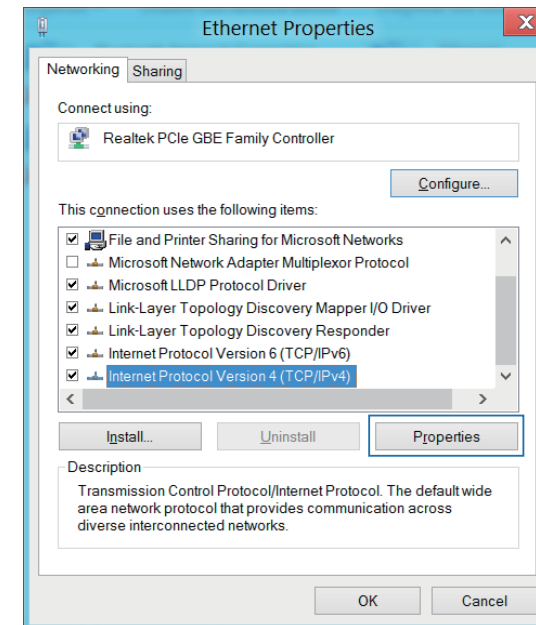 Ethernet Properties
X
Networking
Sharing
Connect using:
Realtek PCIe GBE Family Controller
Configure...
This connection uses the following items:
File and Printer Sharing for Microsoft Networks
Microsoft Network Adapter Multiplexor Protocol
Microsoft LLDP Protocol Driver
Link-Layer Topology Discovery Mapper I/O Driver
Link-Layer Topology Discovery Responder
Internet Protocol Version 6 (TCP/IPv6)
Internet Protocol Version 4 (TCP/IPv4)
Install...
Uninstall
Properties
Description
Transmission Control Protocol/Internet Protocol. The default wide
area network protocol that provides communication across
diverse interconnected networks.
OK
Cancel